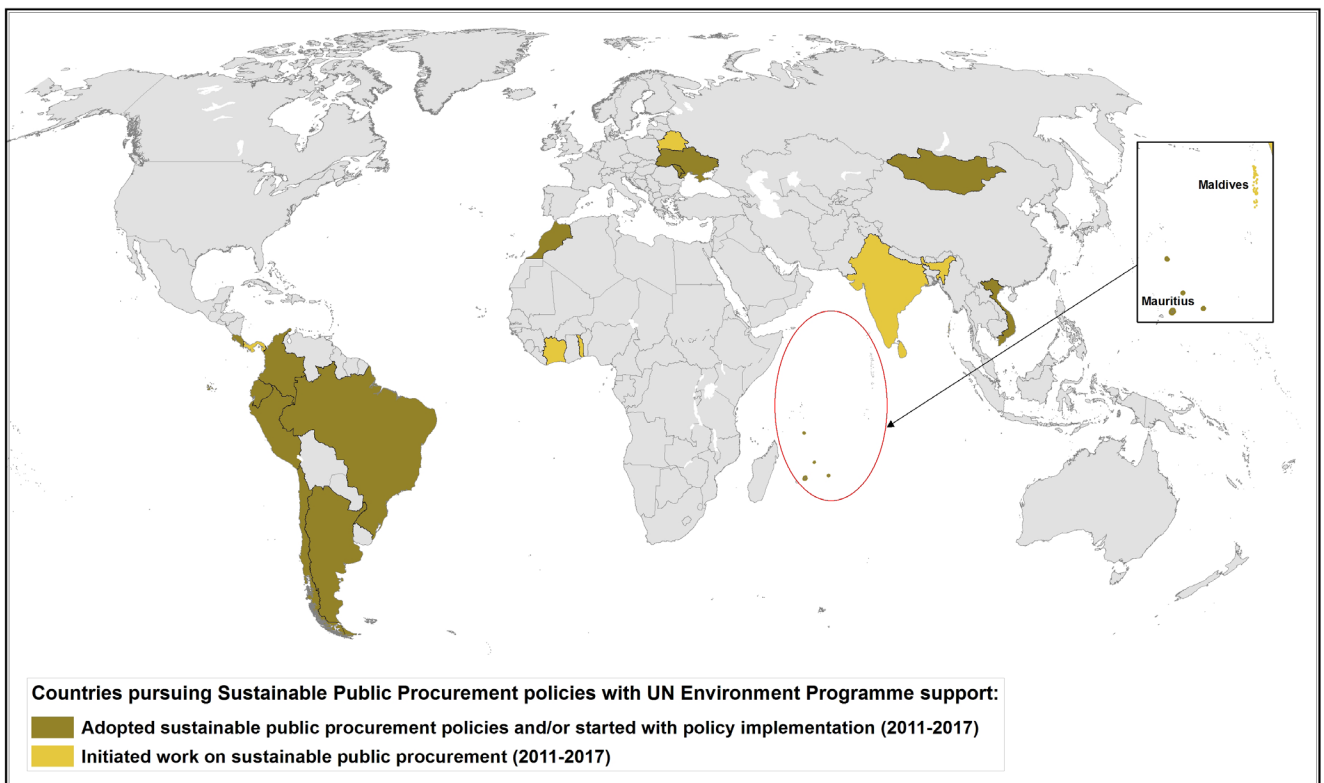 Maldives
Mauritius
Countries pursuing Sustainable Public Procurement policies with UN Environment Programme support:
Adopted sustainable public procurement policies and/or started with policy implementation (2011-2017)
Initiated work on sustainable public procurement (2011-2017)